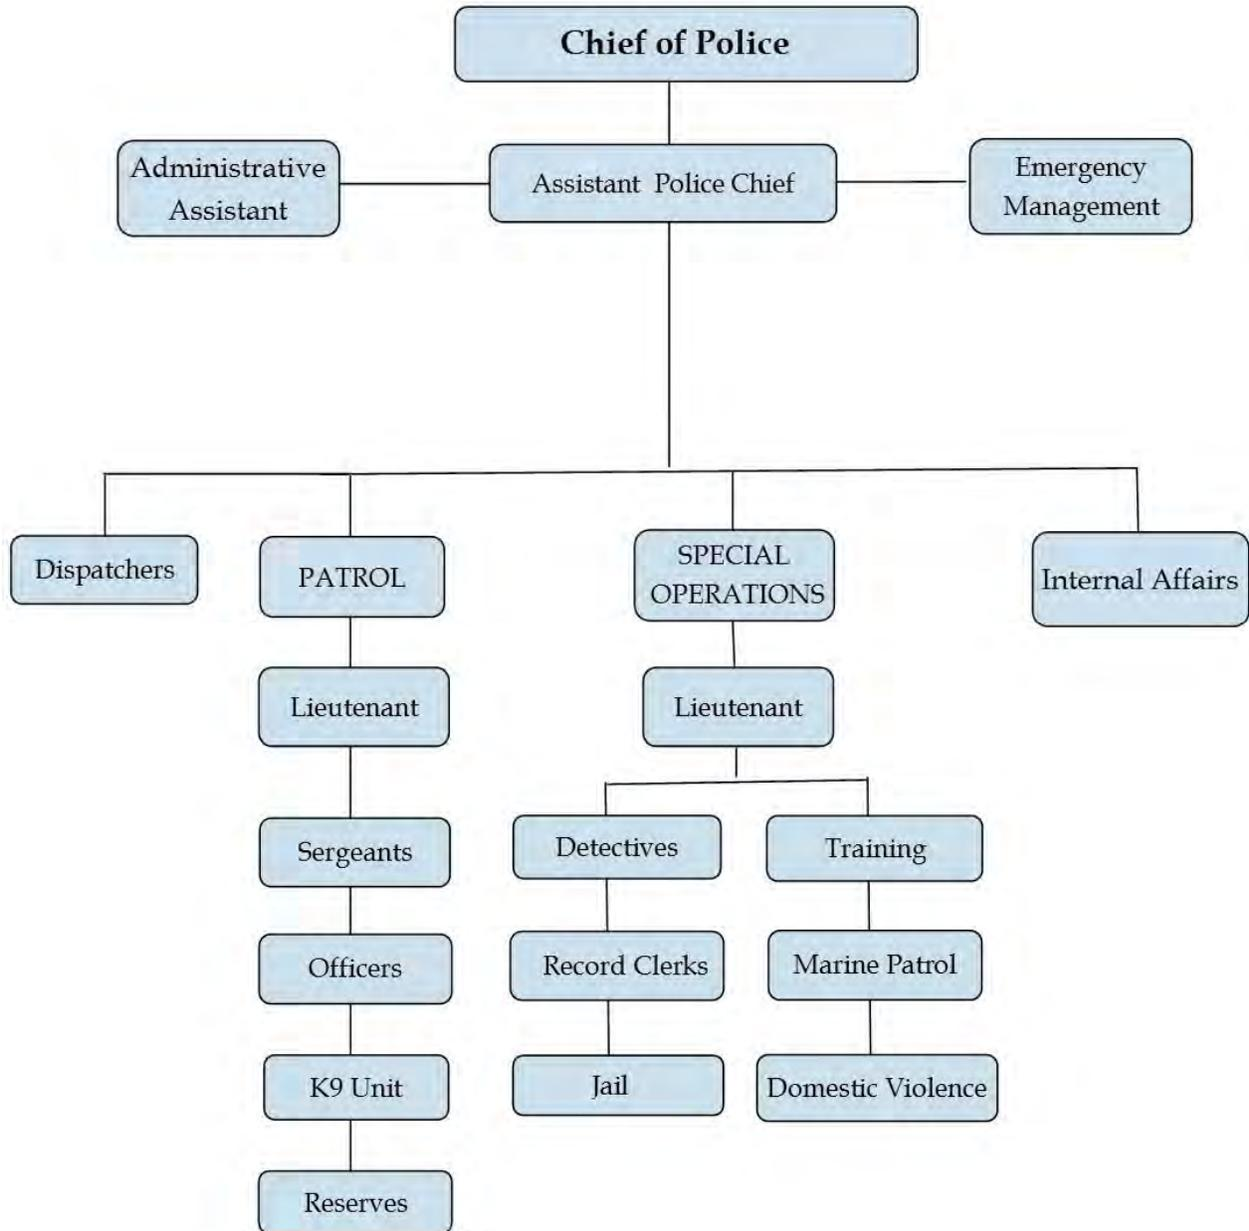 Chief of Police
Administrative
Assistant
Assistant Police Chief
Emergency
Management
Dispatchers
PATROL
SPECIAL
OPERATIONS
Internal Affairs
Lieutenant
Lieutenant
Sergeants
Detectives
Training
Officers
Record Clerks
Marine Patrol
K9 Unit
Jail
Domestic Violence
Reserves